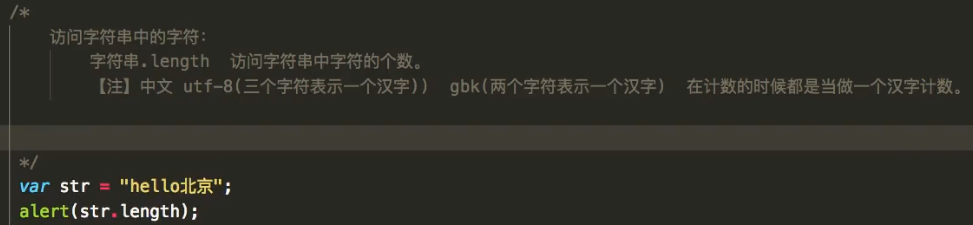 /*
访问字符串中的字符：
字符串.length 访问字符串中字符的个数。
【注】中文 utf-8(三个字符表示一个汉字)) gbk(两个字符表示一个汉字) 在计数的时候都是当做一个汉字计数。
*/
var str = "hello北京";
alert(str.length);